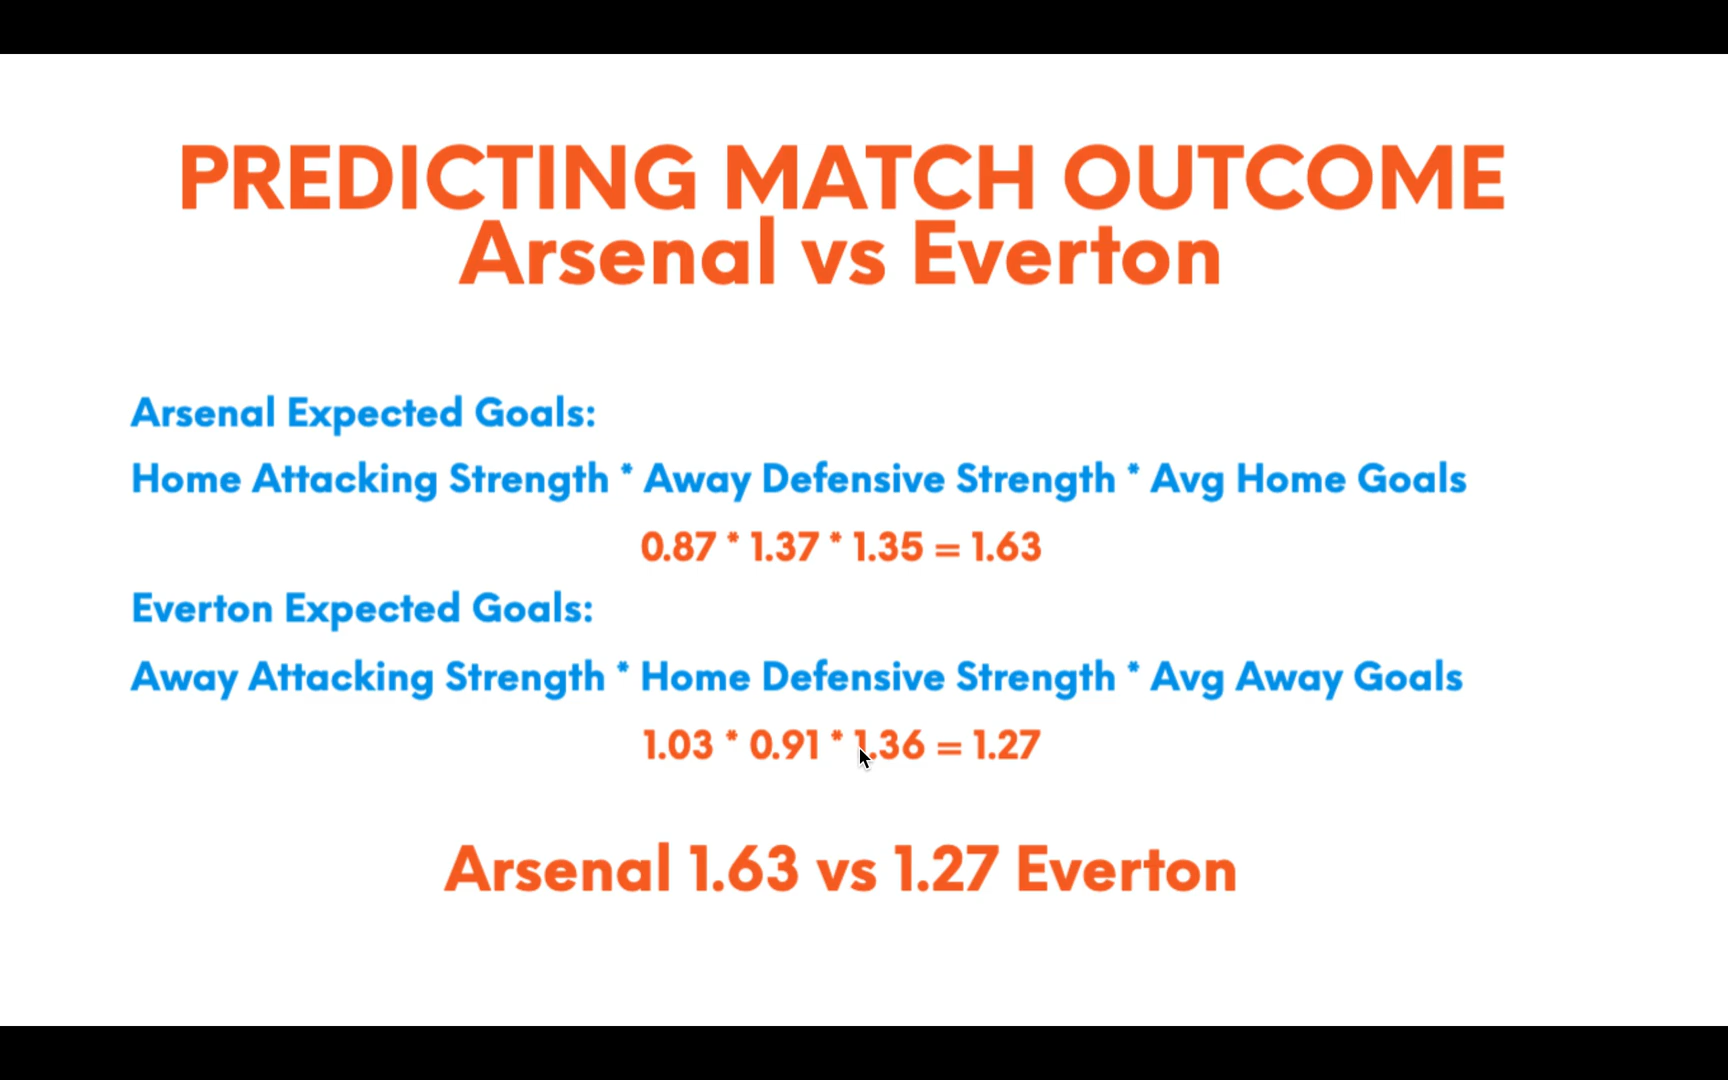 PREDICTING MATCH OUTCOME
Arsenal vs Everton
Arsenal Expected Goals:
Home Attacking Strength * Away Defensive Strength * Avg Home Goals
0.87 * 1.37 * 1.35 = 1.63
Everton Expected Goals:
Away Attacking Strength * Home Defensive Strength * Avg Away Goals
1.03 * 0.91 * 1.36 = 1.27
Arsenal 1.63 vs 1.27 Everton